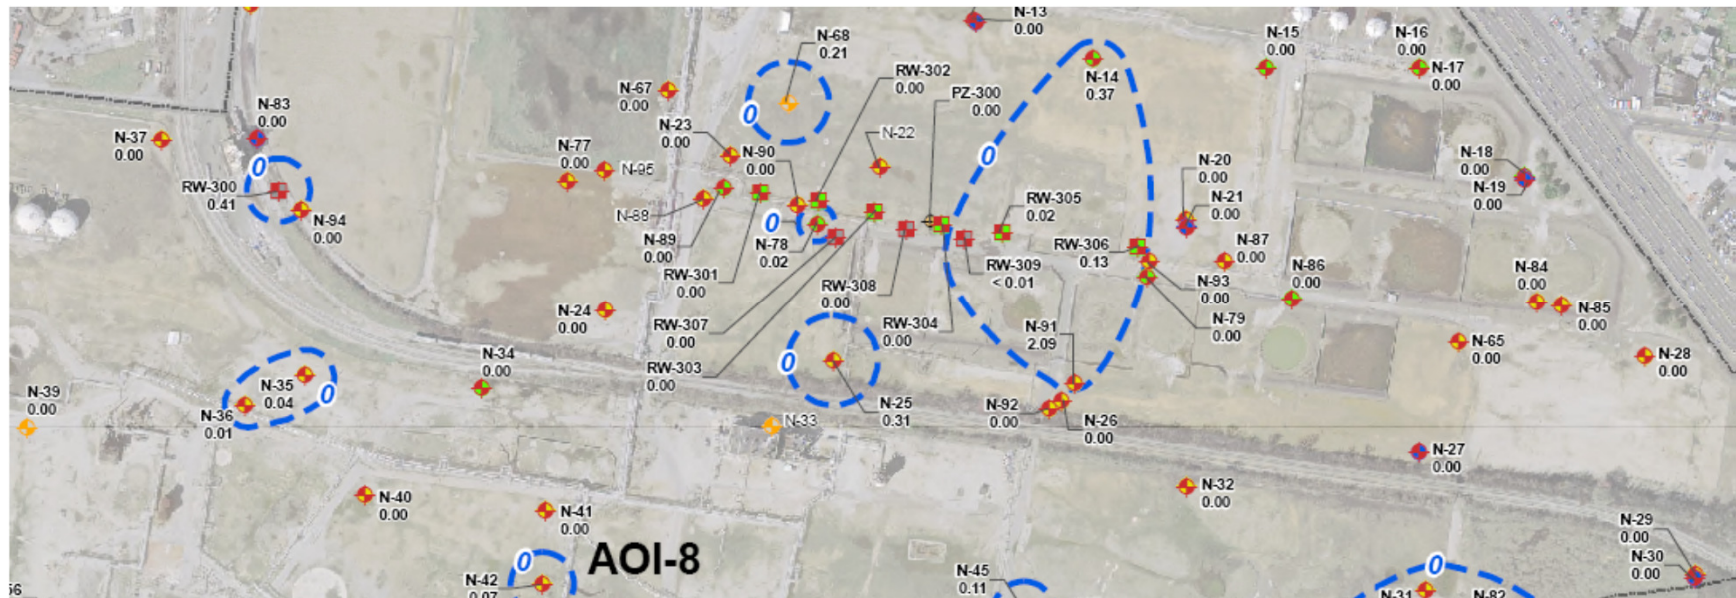 N-13
0.00
N-68
0.21
N-15
0.00
N-16
0.00
N-17
0.00
RW-302
0.00
N-14
0.37
N-67
0.00
PZ-300
0.00
N-83
0.00
0
N-37
0.00
N-23
0.00
N-22
N-77
0.00
N-90
0.00
0
N-18
0.00
N-19
0.00
N-20
0.00
N-95
0
RW-300
0.41
N-21
0.00
RW-305
0.02
N-94
0.00
N-88
0
N-89
0.00
N-78
0.02
RW-306
0.13
N-87
0.00
RW-301
0.00
RW-309
< 0.01
N-86
0.00
N-84
0.00
RW-308
0.00
N-93
0.00
N-85
0.00
N-24
0.00
RW-307
0.00
RW-304
0.00
N-91
2.09
N-79
0.00
N-65
0.00
N-28
0.00
N-34
0.00
RW-303
0.00
0
N-35
0.04
0
N-39
0.00
N-36
0.01
N-25
0.31
N-92
0.00
N-33
N-26
0.00
N-27
0.00
N-40
0.00
N-41
0.00
N-32
0.00
N-29
0.00
AOI-8
0
0
N-42
0.07
N-45
0.11
N-30
0.00
56
N-31
N-82